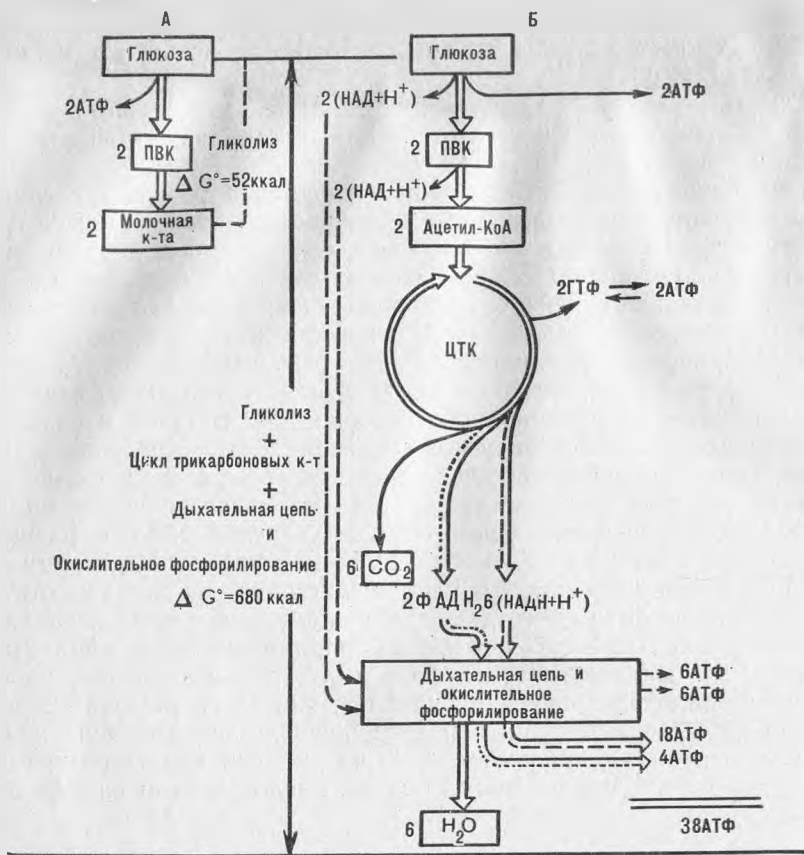 А
Б
Глюкоза
Глюкоза
2АТФ
2(НАД+Н⁺)
2АТФ
2 ПВК
Гликолиз
2 ПВК
Δ G°=52ккал
2(НАД+Н⁺)
2 Молочная
к-та
2 Ацетил-КоА
2ГТФ
2АТФ
ЦТК
Гликолиз
+
Цикл трикарбоновых к-т
+
Дыхательная цепь
и
Окислительное фосфорилирование
Δ G°=680 ккал
6 CO₂
2ФАДН₂ 6(НАДН+Н⁺)
Дыхательная цепь и
окислительное
фосфорилирование
6АТФ
6АТФ
18АТФ
4АТФ
38АТФ
6 H₂O